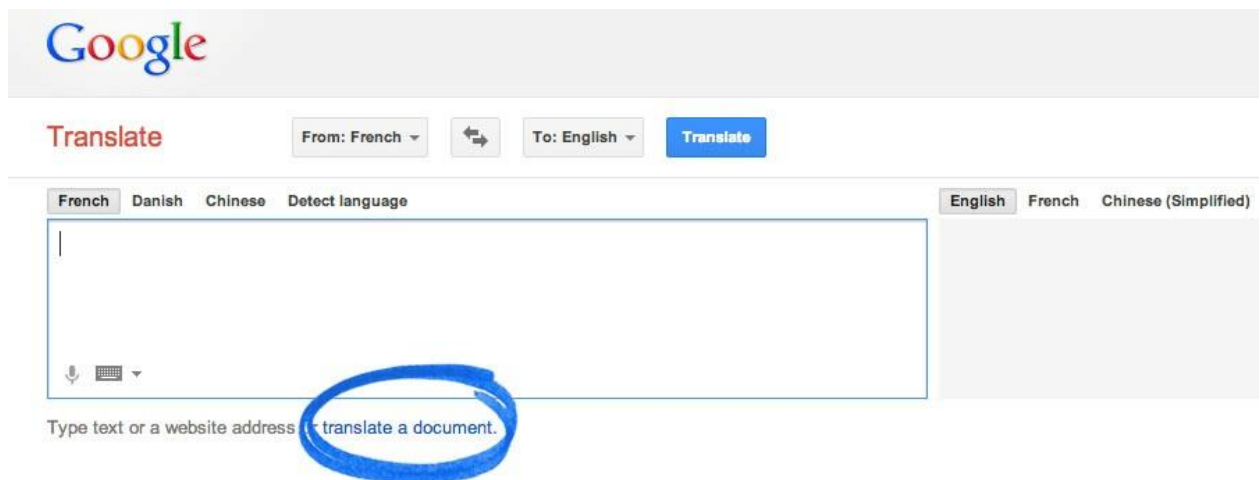 Google
Translate From: French To: English Translate
French Danish Chinese Detect language English French Chinese (Simplified)
Type text or a website address translate a document.